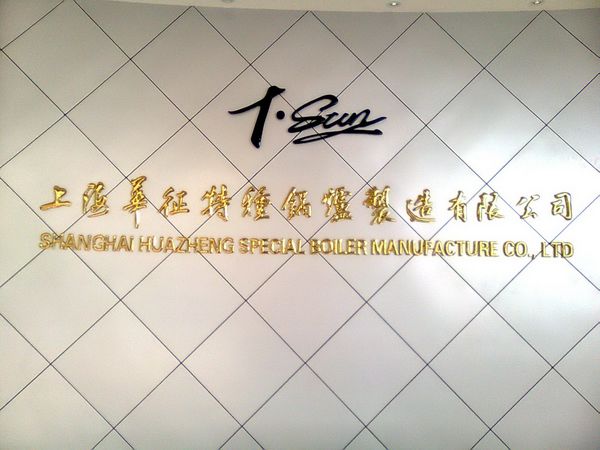 T·Sun
上海華征特種鍋爐製造有限公司
SHANGHAI HUAZHENG SPECIAL BOILER MANUFACTURE CO., LTD